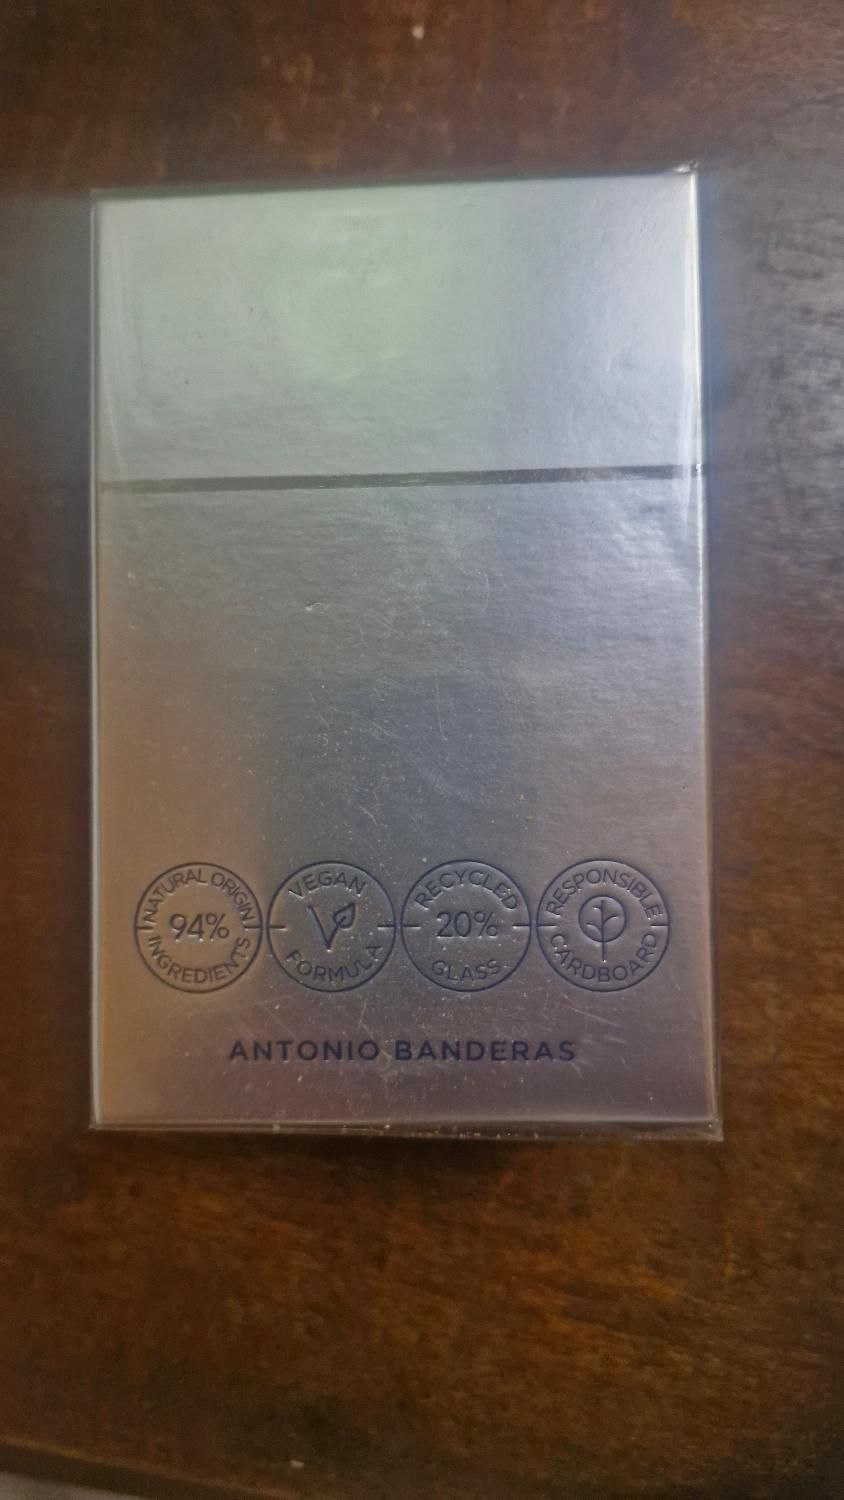 NATURAL ORIGIN
94%
INGREDIENTS
VEGAN
FORMULA
RECYCLED
20%
GLASS
RESPONSIBLE
CARDBOARD
ANTONIO BANDERAS